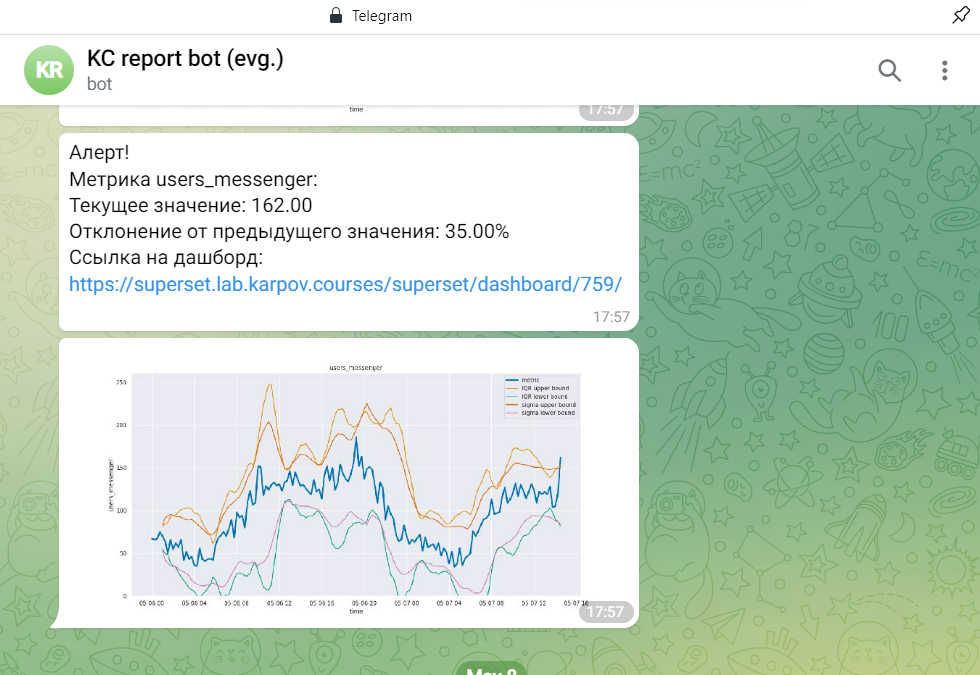 Telegram
KR
KC report bot (evg.)
bot
time
17:57
Алерт!
Метрика users_messenger:
Текущее значение: 162.00
Отклонение от предыдущего значения: 35.00%
Ссылка на дашборд:
https://superset.lab.karpov.courses/superset/dashboard/759/
17:57
users_messenger
metric
IQR upper bound
IQR lower bound
sigma upper bound
sigma lower bound
250
200
150
100
50
0
users_messenger
05-06 00 05-06 04 05-06 08 05-06 12 05-06 16 05-06 20 05-07 00 05-07 04 05-07 08 05-07 12 05-07 16
time
17:57
May 8